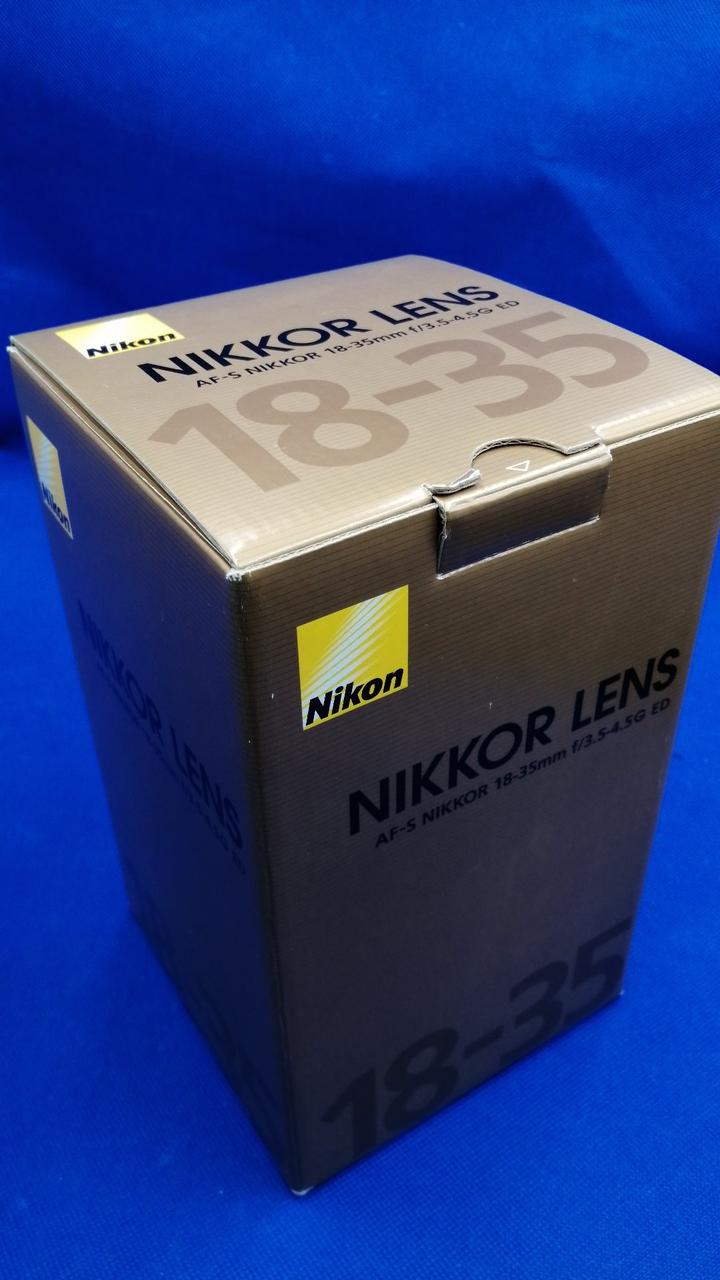 Nikon
NIKKOR LENS
AF-S NIKKOR 18-35mm f/3.5-4.5G ED
18-35
Nikon
NIKKOR LENS
ED
Nikon
NIKKOR LENS
AF-S NIKKOR 18-35mm f/3.5-4.5G ED
18-35